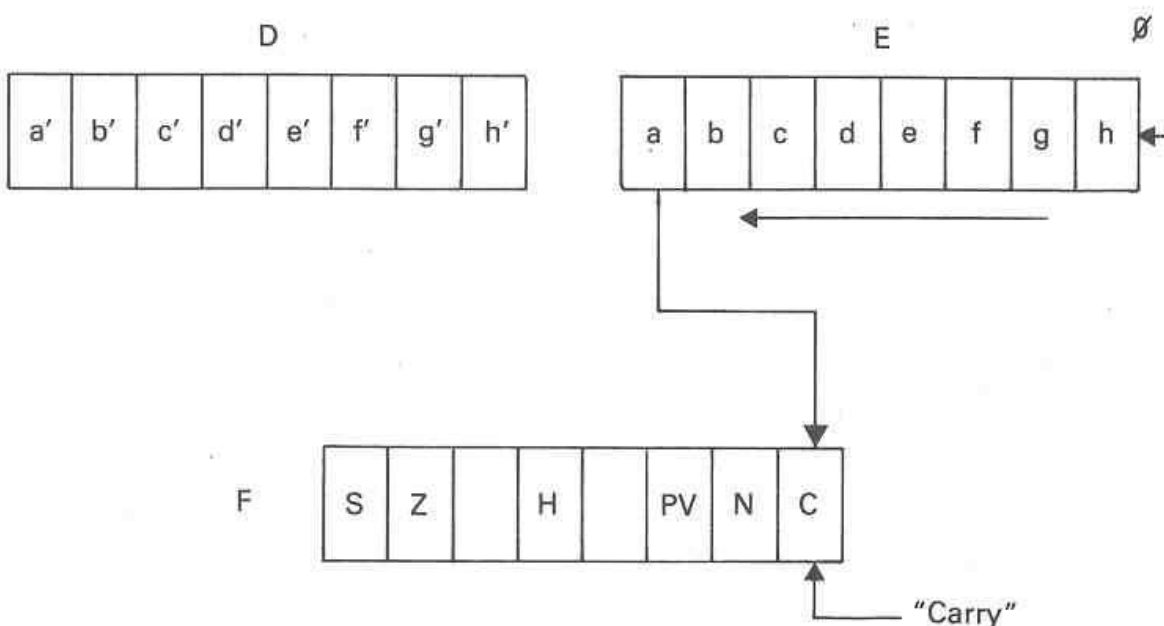 D E Ø
a′ b′ c′ d′ e′ f′ g′ h′ a b c d e f g h
F S Z H PV N C
"Carry"